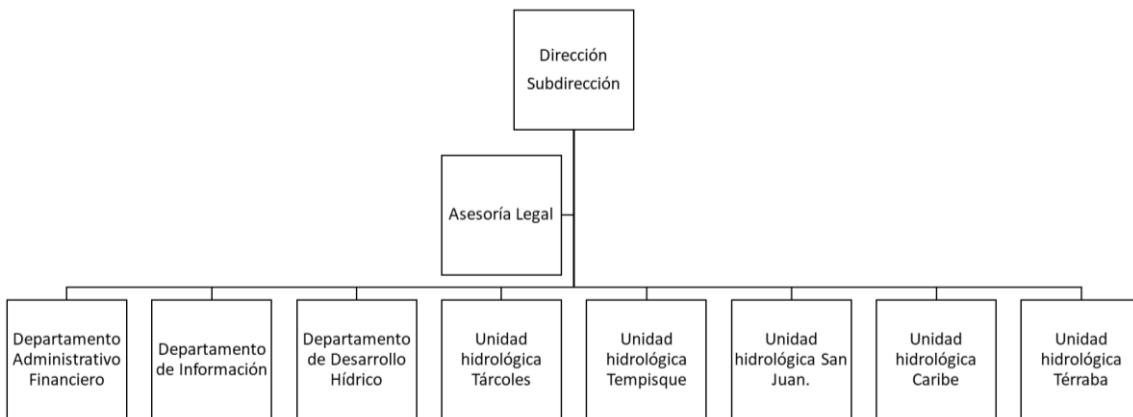 Dirección
Subdirección
Asesoría Legal
Departamento
Administrativo
Financiero
Departamento
de Información
Departamento
de Desarrollo
Hídrico
Unidad
hidrológica
Tárcoles
Unidad
hidrológica
Tempisque
Unidad
hidrológica San
Juan.
Unidad
hidrológica
Caribe
Unidad
hidrológica
Térraba